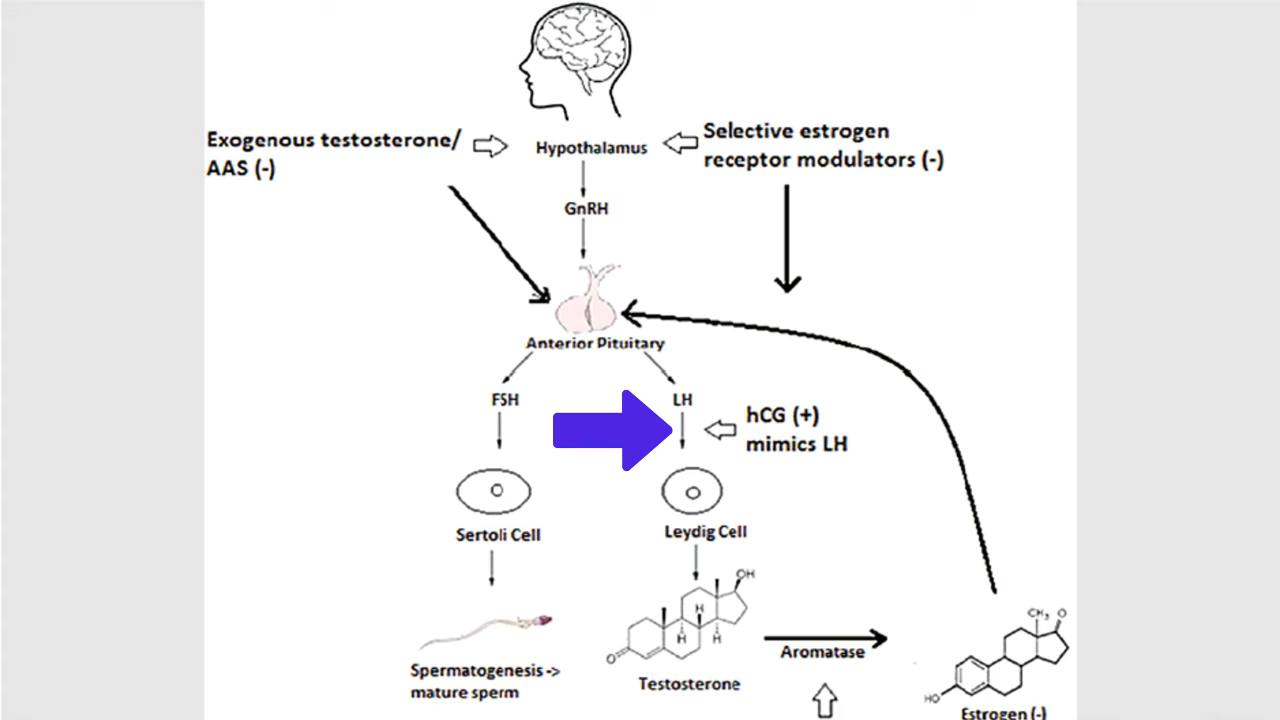 Exogenous testosterone/
AAS (-)
Hypothalamus
Selective estrogen
receptor modulators (-)
GnRH
Anterior Pituitary
FSH
LH
hCG (+)
mimics LH
Sertoli Cell
Leydig Cell
OH
H
H
H
O
Spermatogenesis ->
mature sperm
Testosterone
Aromatase
CH3
O
HO
Estrogen (-)